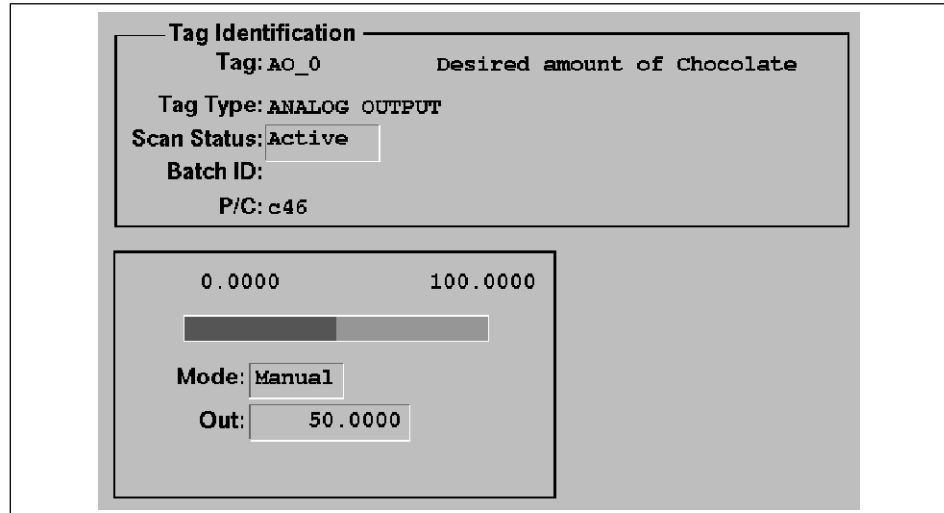 Tag Identification
Tag: AO_0 Desired amount of Chocolate
Tag Type: ANALOG OUTPUT
Scan Status: Active
Batch ID:
P/C: c46
0.0000 100.0000
Mode: Manual
Out: 50.0000